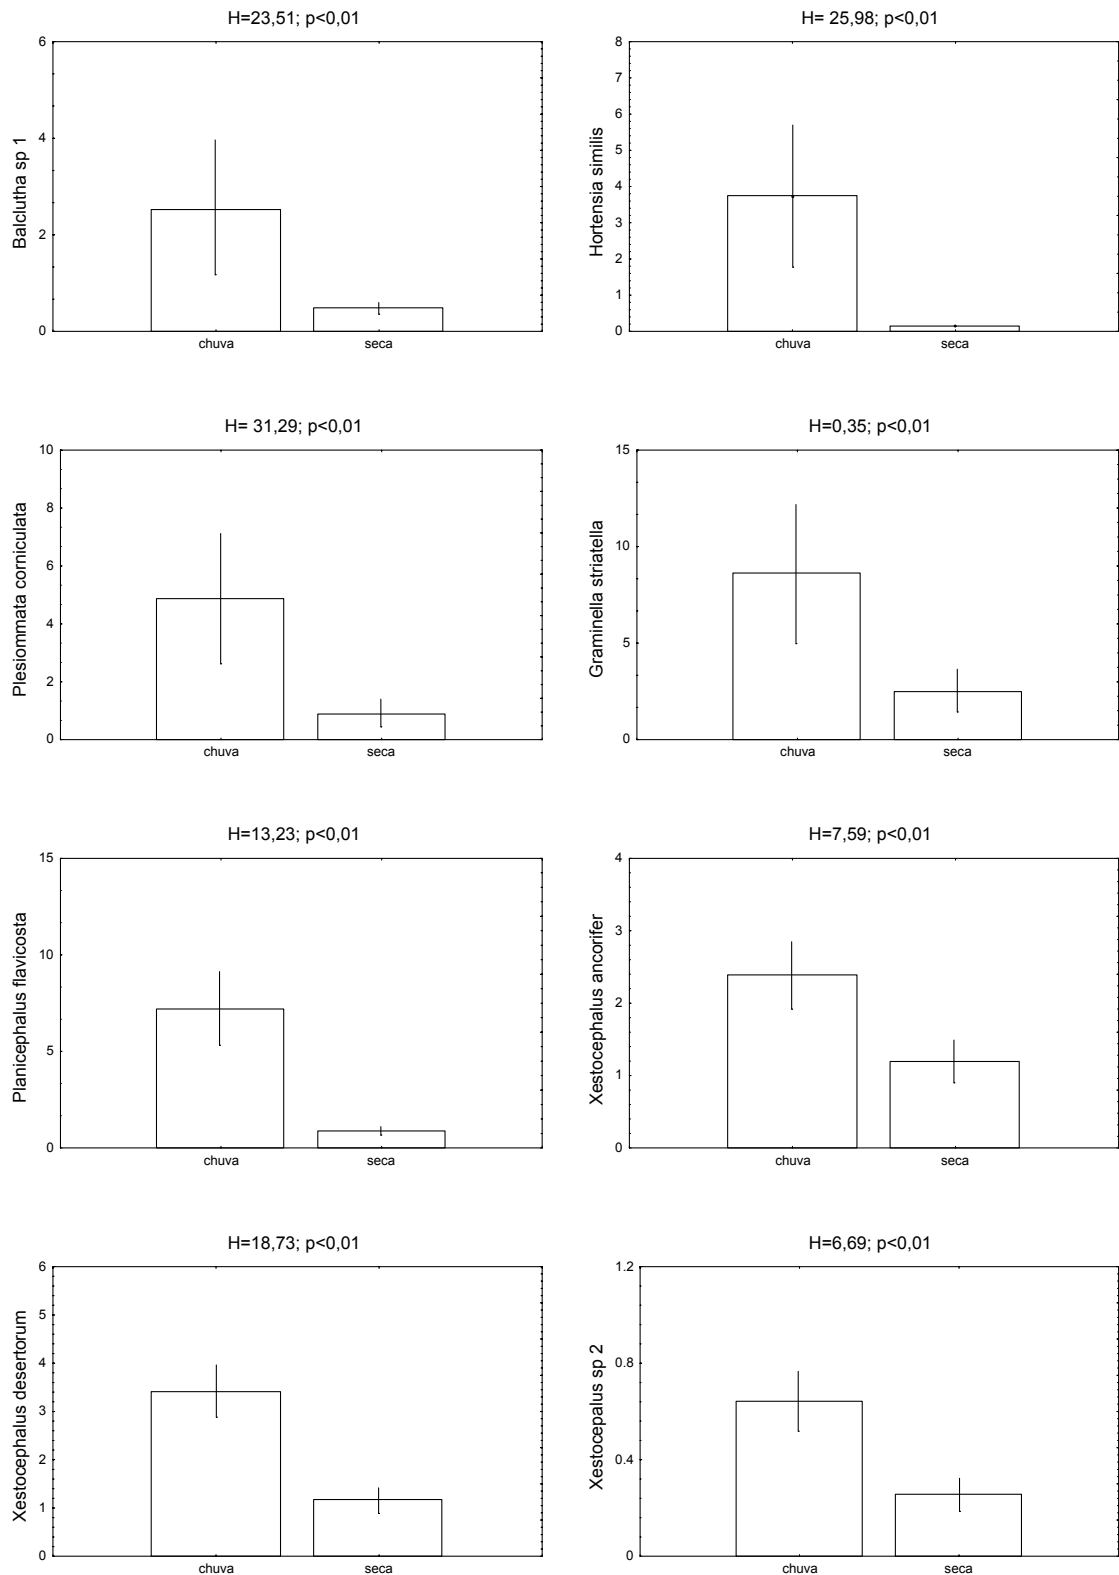 H=23,51; p<0,01
Balclutha sp 1
6
4
2
0
chuva seca
H= 25,98; p<0,01
Hortensia similis
8
7
6
5
4
3
2
1
0
chuva seca
H= 31,29; p<0,01
Plesiommata corniculata
10
8
6
4
2
0
chuva seca
H=0,35; p<0,01
Graminella striatella
15
10
5
0
chuva seca
H=13,23; p<0,01
Planicephalus flavicosta
15
10
5
0
chuva seca
H=7,59; p<0,01
Xestocephalus ancorifer
4
3
2
1
0
chuva seca
H=18,73; p<0,01
Xestocephalus desertorum
6
5
4
3
2
1
0
chuva seca
H=6,69; p<0,01
Xestocepalus sp 2
1.2
0.8
0.4
0
chuva seca